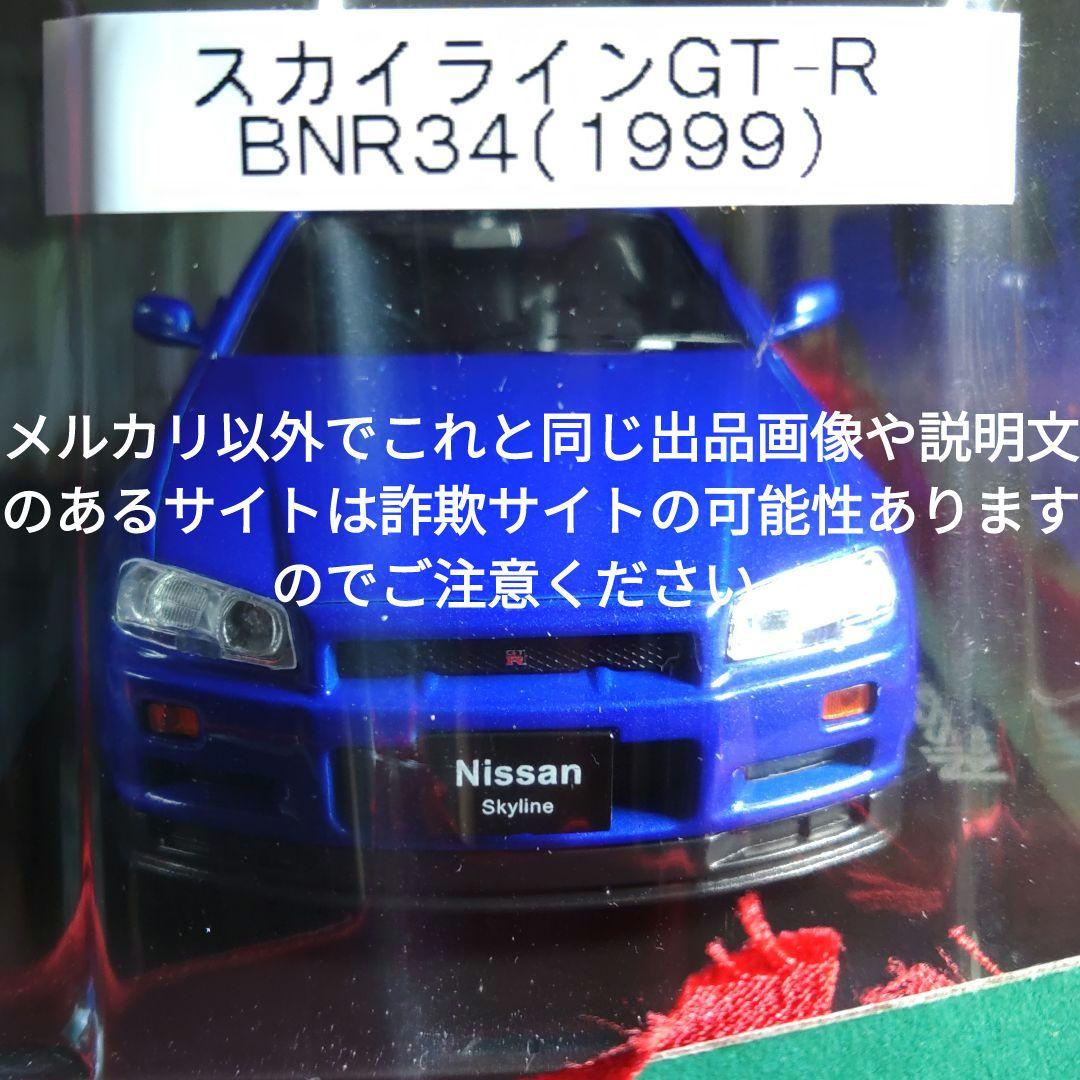 スカイラインGT-R
BNR34(1999)
メルカリ以外でこれと同じ出品画像や説明文
のあるサイトは詐欺サイトの可能性あります
のでご注意ください
GT
R
Nissan
Skyline